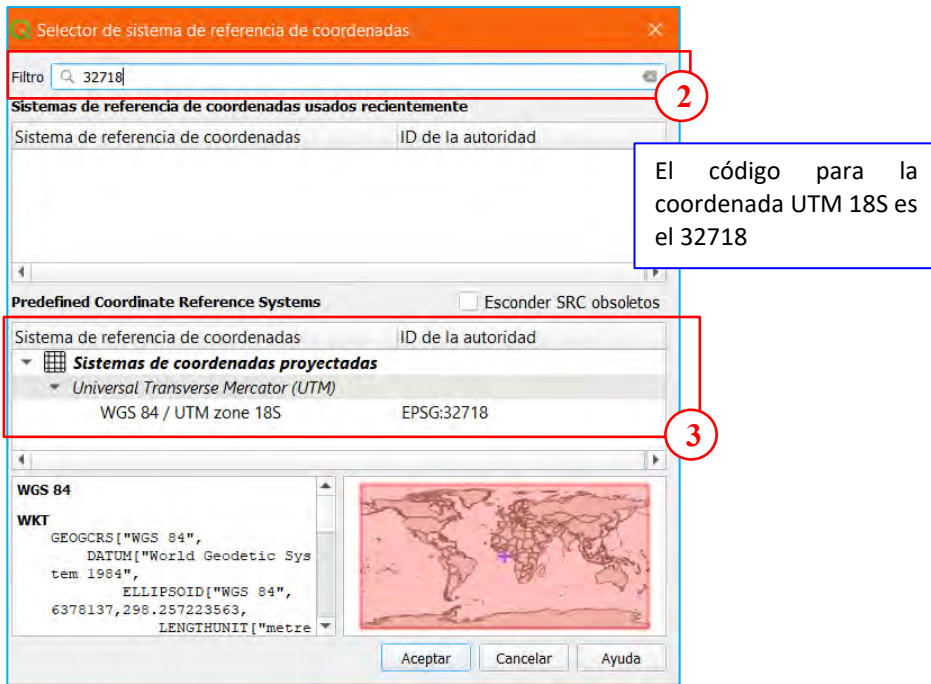 Selector de sistema de referencia de coordenadas
Filtro 32718
2
Sistemas de referencia de coordenadas usados recientemente
Sistema de referencia de coordenadas ID de la autoridad
El código para la
coordenada UTM 18S es
el 32718
Predefined Coordinate Reference Systems Esconder SRC obsoletos
Sistema de referencia de coordenadas ID de la autoridad
Sistemas de coordenadas proyectadas
Universal Transverse Mercator (UTM)
WGS 84 / UTM zone 18S EPSG:32718
3
WGS 84
WKT
GEOGCRS["WGS 84",
DATUM["World Geodetic Sys
tem 1984",
ELLIPSOID["WGS 84",
6378137,298.257223563,
LENGTHUNIT["metre
Aceptar Cancelar Ayuda